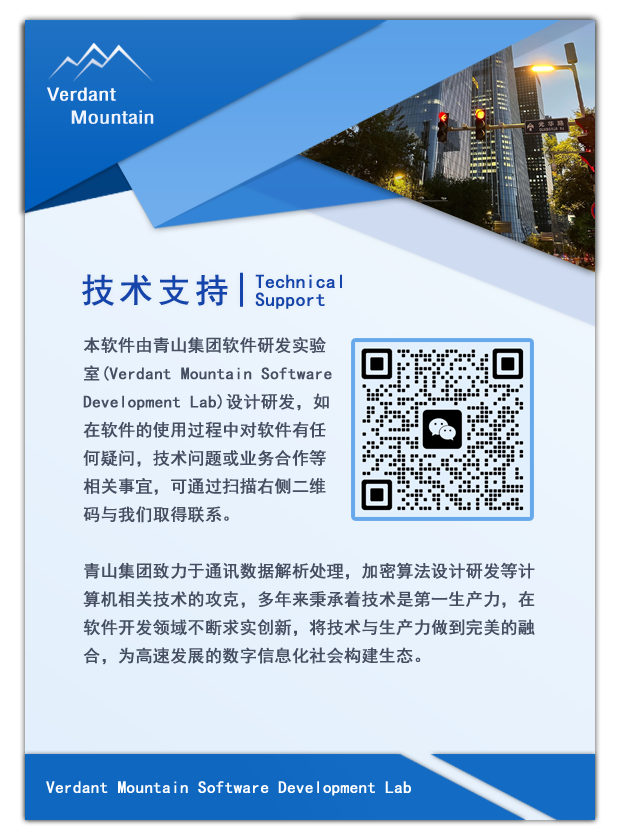 Verdant
Mountain
光华路
技术支持
Technical
Support
本软件由青山集团软件研发实验
室(Verdant Mountain Software
Development Lab)设计研发，如
在软件的使用过程中对软件有任
何疑问，技术问题或业务合作等
相关事宜，可通过扫描右侧二维
码与我们取得联系。
青山集团致力于通讯数据解析处理，加密算法设计研发等计
算机相关技术的攻克，多年来秉承着技术是第一生产力，在
软件开发领域不断求实创新，将技术与生产力做到完美的融
合，为高速发展的数字信息化社会构建生态。
Verdant Mountain Software Development Lab